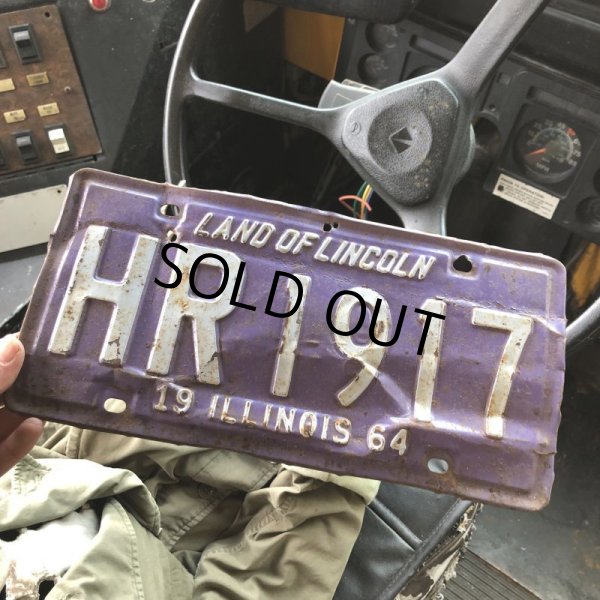 LAND OF LINCOLN
HR 1917
SOLD OUT
19 ILLINOIS 64